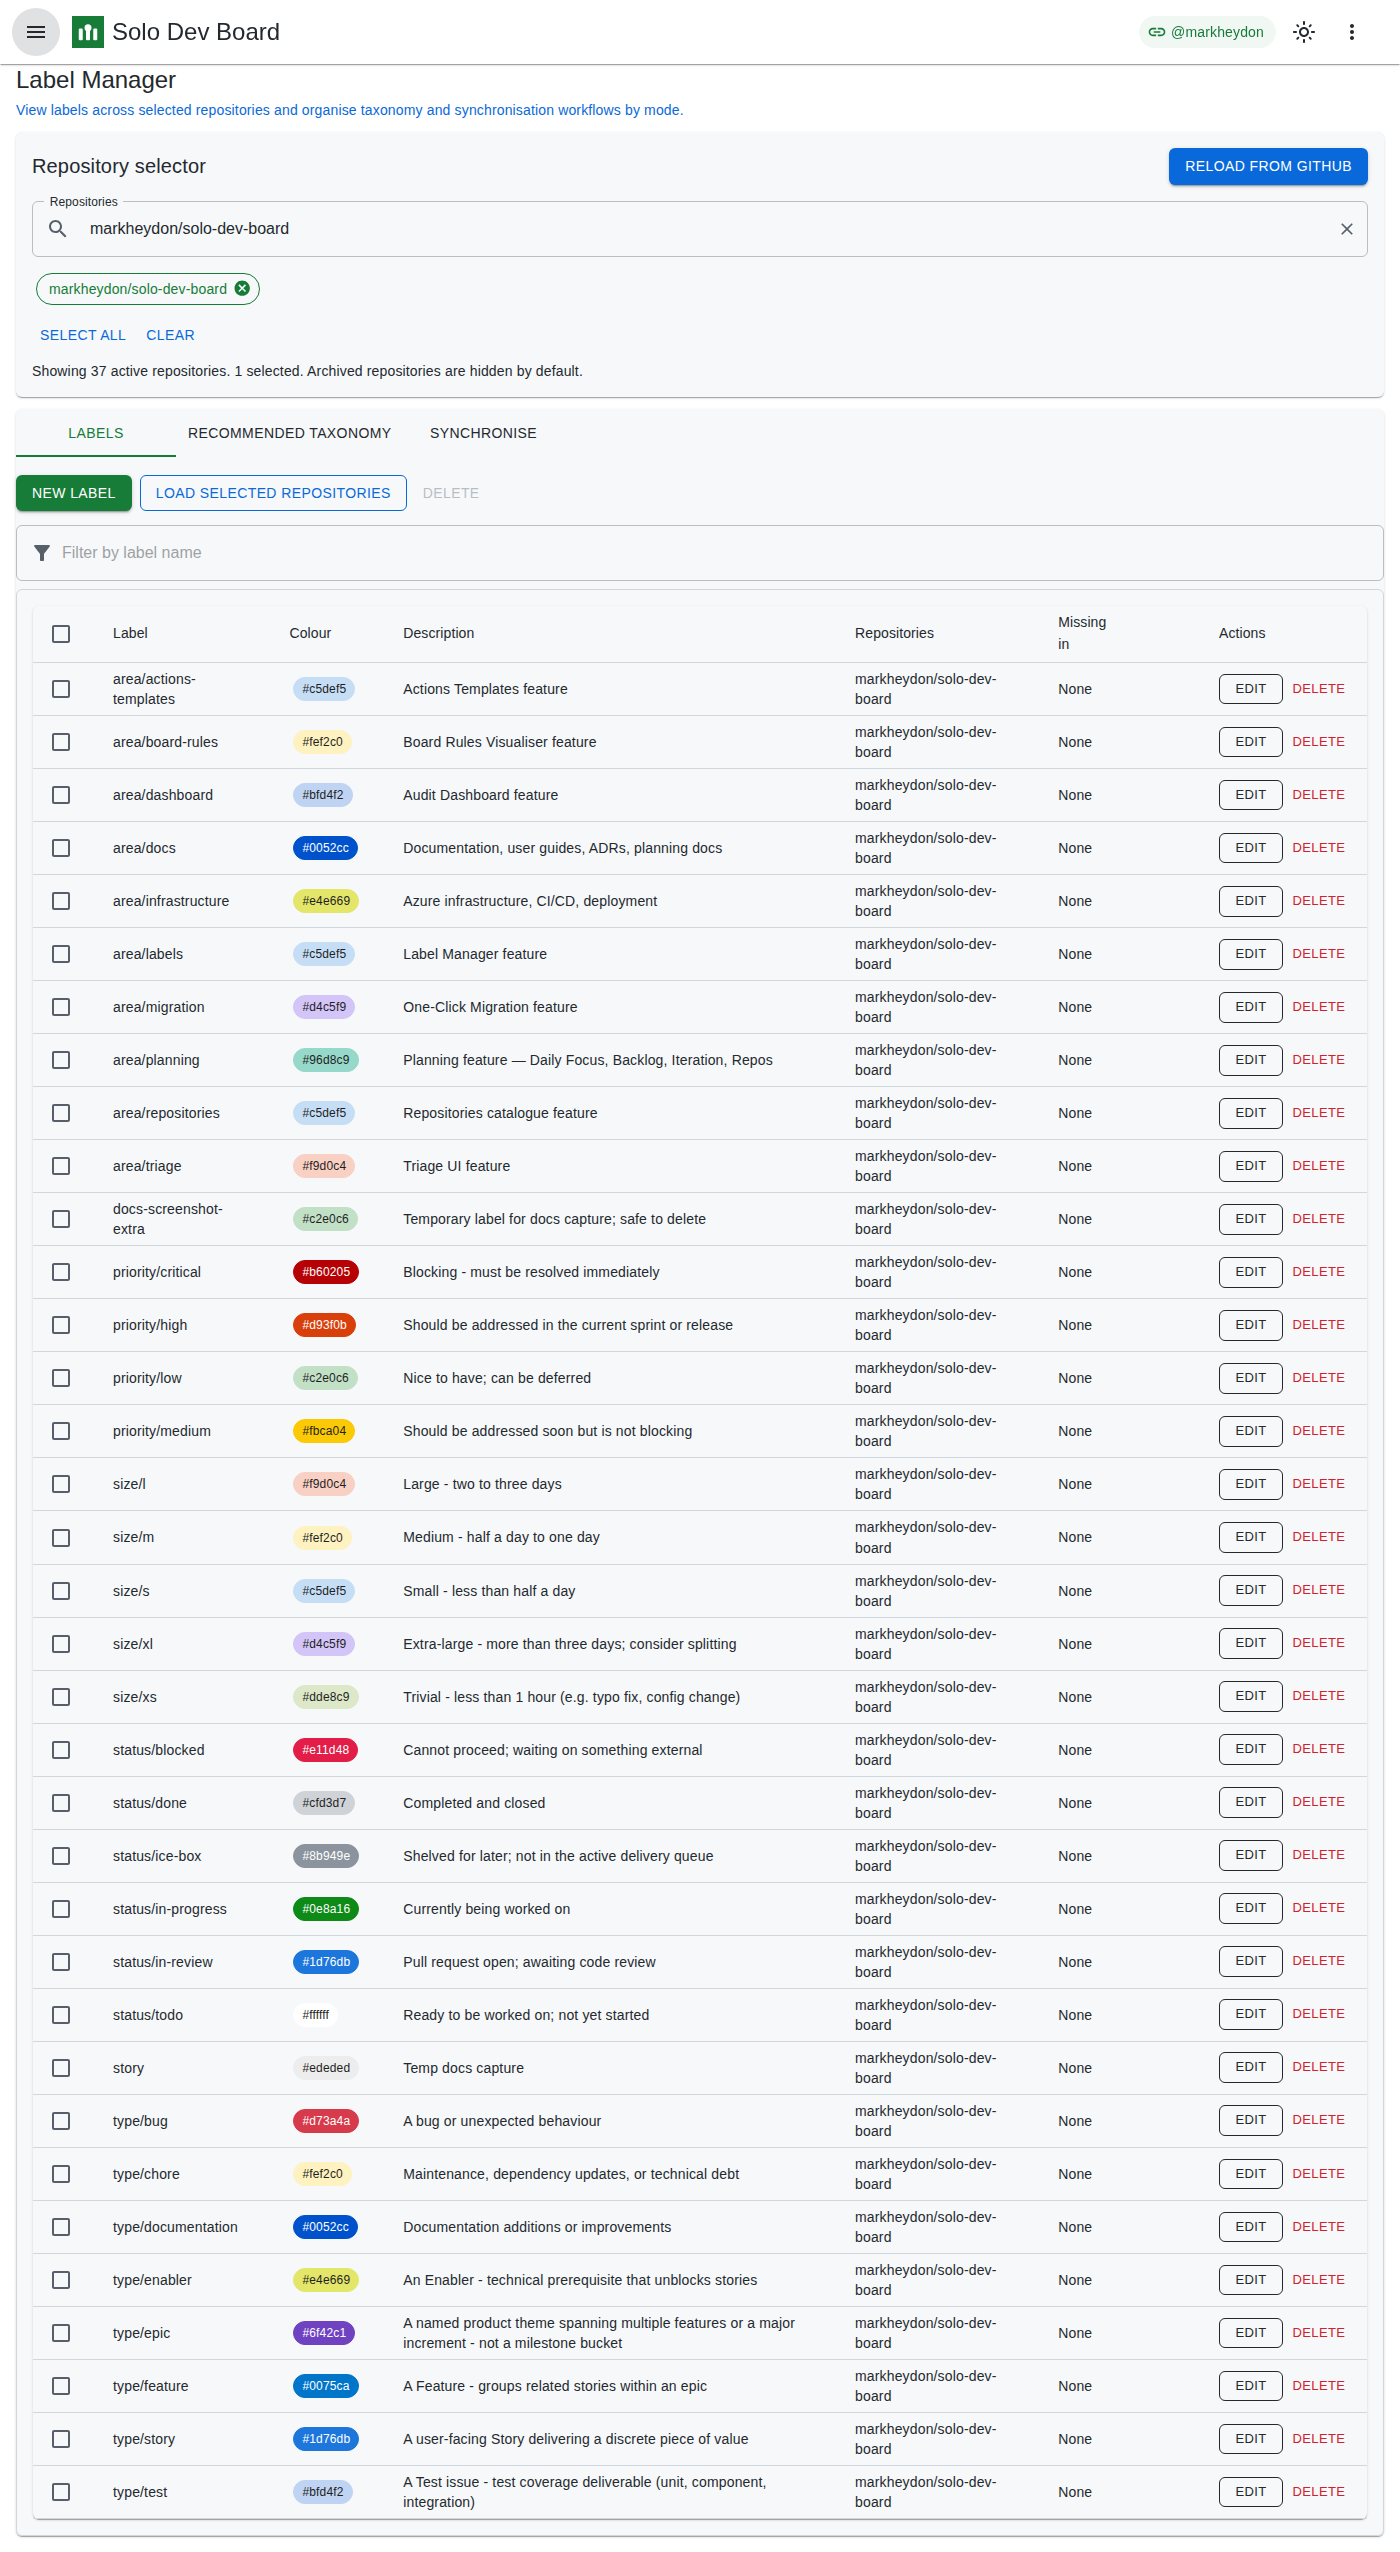 Solo Dev Board
@markheydon
Label Manager
View labels across selected repositories and organise taxonomy and synchronisation workflows by mode.
Repository selector
RELOAD FROM GITHUB
Repositories
markheydon/solo-dev-board
markheydon/solo-dev-board
SELECT ALL CLEAR
Showing 37 active repositories. 1 selected. Archived repositories are hidden by default.
LABELS RECOMMENDED TAXONOMY SYNCHRONISE
NEW LABEL LOAD SELECTED REPOSITORIES DELETE
Filter by label name
Label Colour Description Repositories Missing in Actions
area/actions-templates #c5def5 Actions Templates feature markheydon/solo-dev-board None EDIT DELETE
area/board-rules #fef2c0 Board Rules Visualiser feature markheydon/solo-dev-board None EDIT DELETE
area/dashboard #bfd4f2 Audit Dashboard feature markheydon/solo-dev-board None EDIT DELETE
area/docs #0052cc Documentation, user guides, ADRs, planning docs markheydon/solo-dev-board None EDIT DELETE
area/infrastructure #e4e669 Azure infrastructure, CI/CD, deployment markheydon/solo-dev-board None EDIT DELETE
area/labels #c5def5 Label Manager feature markheydon/solo-dev-board None EDIT DELETE
area/migration #d4c5f9 One-Click Migration feature markheydon/solo-dev-board None EDIT DELETE
area/planning #96d8c9 Planning feature — Daily Focus, Backlog, Iteration, Repos markheydon/solo-dev-board None EDIT DELETE
area/repositories #c5def5 Repositories catalogue feature markheydon/solo-dev-board None EDIT DELETE
area/triage #f9d0c4 Triage UI feature markheydon/solo-dev-board None EDIT DELETE
docs-screenshot-extra #c2e0c6 Temporary label for docs capture; safe to delete markheydon/solo-dev-board None EDIT DELETE
priority/critical #b60205 Blocking - must be resolved immediately markheydon/solo-dev-board None EDIT DELETE
priority/high #d93f0b Should be addressed in the current sprint or release markheydon/solo-dev-board None EDIT DELETE
priority/low #c2e0c6 Nice to have; can be deferred markheydon/solo-dev-board None EDIT DELETE
priority/medium #fbca04 Should be addressed soon but is not blocking markheydon/solo-dev-board None EDIT DELETE
size/l #f9d0c4 Large - two to three days markheydon/solo-dev-board None EDIT DELETE
size/m #fef2c0 Medium - half a day to one day markheydon/solo-dev-board None EDIT DELETE
size/s #c5def5 Small - less than half a day markheydon/solo-dev-board None EDIT DELETE
size/xl #d4c5f9 Extra-large - more than three days; consider splitting markheydon/solo-dev-board None EDIT DELETE
size/xs #dde8c9 Trivial - less than 1 hour (e.g. typo fix, config change) markheydon/solo-dev-board None EDIT DELETE
status/blocked #e11d48 Cannot proceed; waiting on something external markheydon/solo-dev-board None EDIT DELETE
status/done #cfd3d7 Completed and closed markheydon/solo-dev-board None EDIT DELETE
status/ice-box #8b949e Shelved for later; not in the active delivery queue markheydon/solo-dev-board None EDIT DELETE
status/in-progress #0e8a16 Currently being worked on markheydon/solo-dev-board None EDIT DELETE
status/in-review #1d76db Pull request open; awaiting code review markheydon/solo-dev-board None EDIT DELETE
status/todo #ffffff Ready to be worked on; not yet started markheydon/solo-dev-board None EDIT DELETE
story #ededed Temp docs capture markheydon/solo-dev-board None EDIT DELETE
type/bug #d73a4a A bug or unexpected behaviour markheydon/solo-dev-board None EDIT DELETE
type/chore #fef2c0 Maintenance, dependency updates, or technical debt markheydon/solo-dev-board None EDIT DELETE
type/documentation #0052cc Documentation additions or improvements markheydon/solo-dev-board None EDIT DELETE
type/enabler #e4e669 An Enabler - technical prerequisite that unblocks stories markheydon/solo-dev-board None EDIT DELETE
type/epic #6f42c1 A named product theme spanning multiple features or a major increment - not a milestone bucket markheydon/solo-dev-board None EDIT DELETE
type/feature #0075ca A Feature - groups related stories within an epic markheydon/solo-dev-board None EDIT DELETE
type/story #1d76db A user-facing Story delivering a discrete piece of value markheydon/solo-dev-board None EDIT DELETE
type/test #bfd4f2 A Test issue - test coverage deliverable (unit, component, integration) markheydon/solo-dev-board None EDIT DELETE